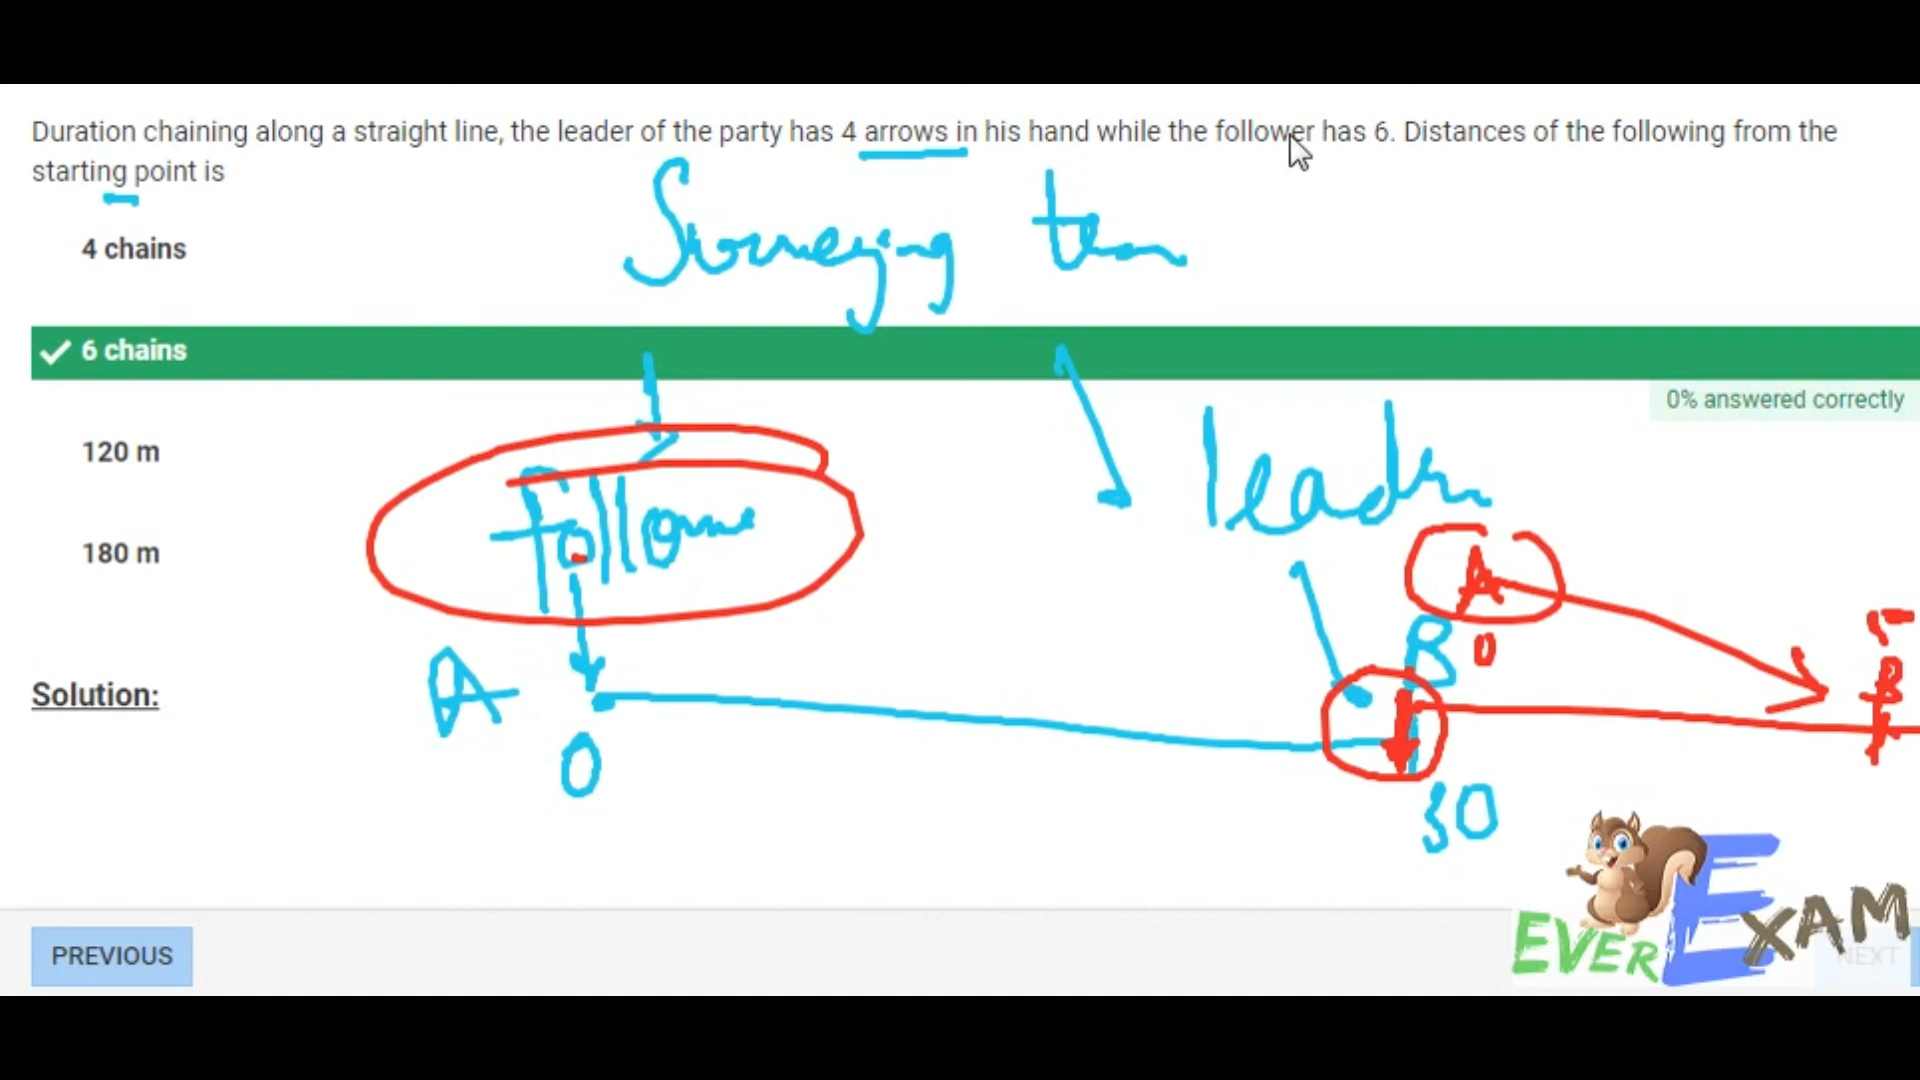 Duration chaining along a straight line, the leader of the party has 4 arrows in his hand while the follower has 6. Distances of the following from the
starting point is
Surveying
4 chains
6 chains
0% answered correctly
leader
120 m
180 m
A
B
0
A
Solution:
B
0
30
EVER EXAM
PREVIOUS
NEXT